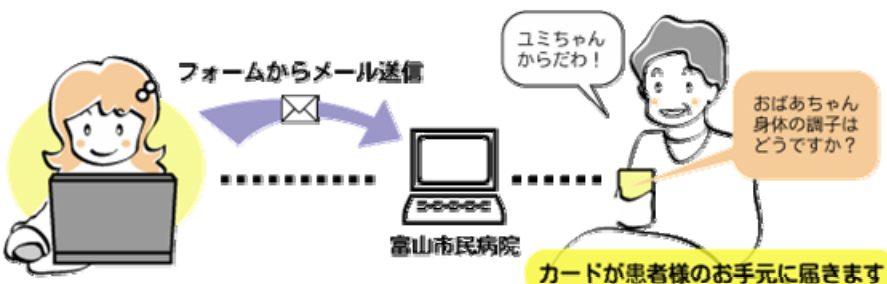 フォームからメール送信
ユミちゃん
からだわ！
おばあちゃん
身体の調子は
どうですか？
富山市民病院
カードが患者様のお手元に届きます